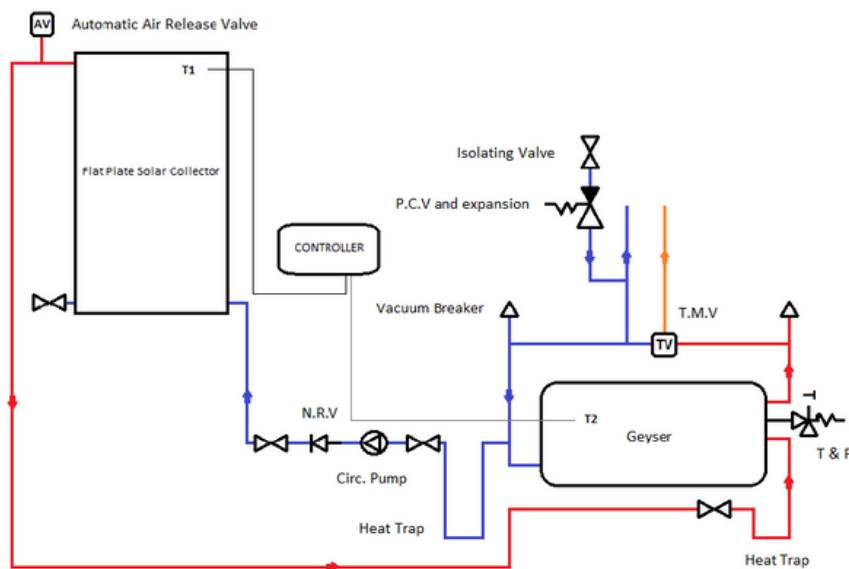 AV Automatic Air Release Valve
T1
Flat Plate Solar Collector
Isolating Valve
P.C.V and expansion
CONTROLLER
Vacuum Breaker
T.M.V
TV
N.R.V
T2
T
Geyser
T & P
Circ. Pump
Heat Trap
Heat Trap